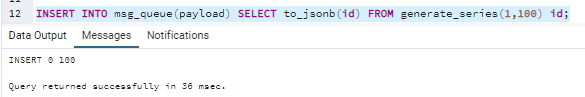 12 INSERT INTO msg_queue(payload) SELECT to_jsonb(id) FROM generate_series(1,100) id;
Data Output Messages Notifications
INSERT 0 100
Query returned successfully in 36 msec.